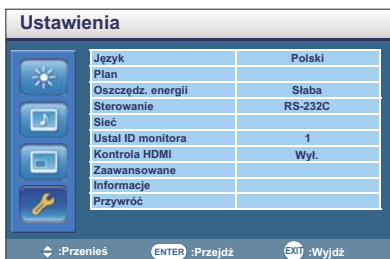 Ustawienia
Język Polski
Plan
Oszczędz. energii Słaba
Sterowanie RS-232C
Sieć
Ustal ID monitora 1
Kontrola HDMI Wył.
Zaawansowane
Informacje
Przywróć
:Przenieś ENTER :Przejdź EXIT :Wyjdż